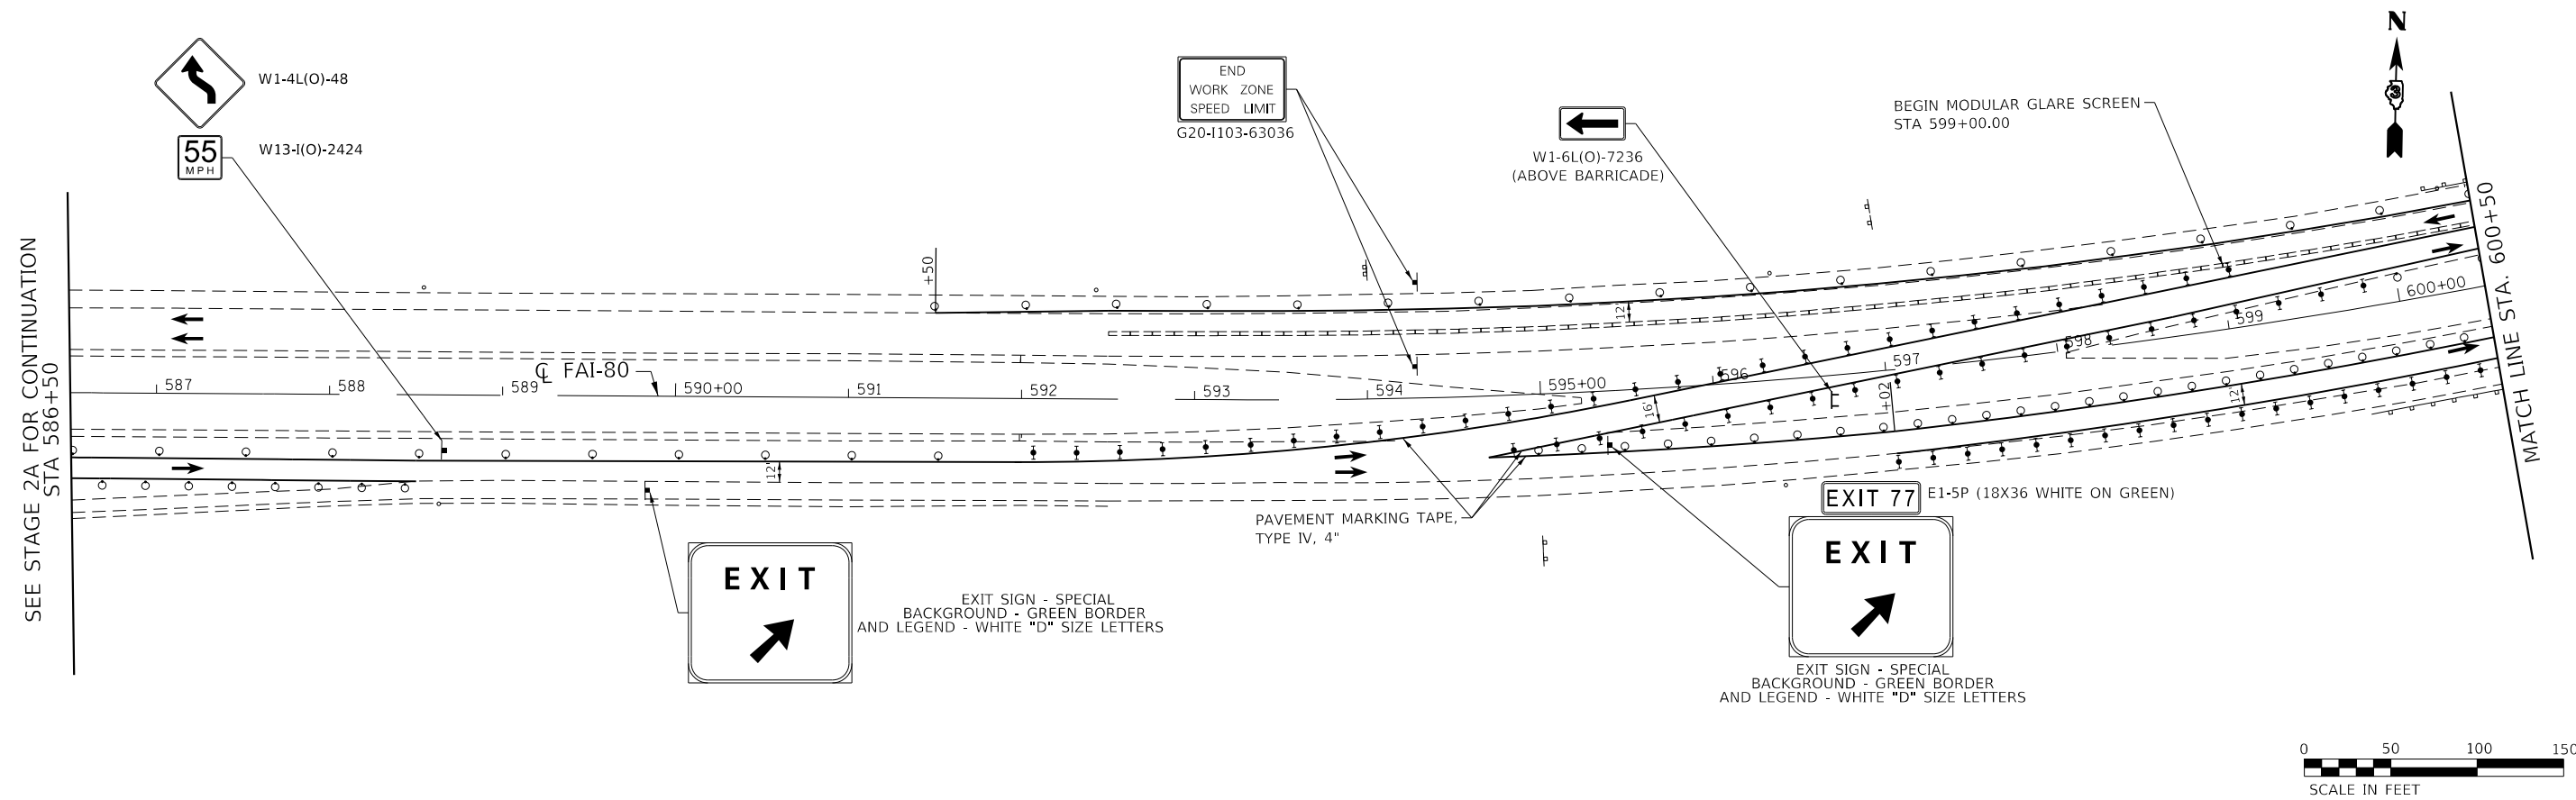 N
3
W1-4L(O)-48
55
MPH
W13-I(O)-2424
END
WORK ZONE
SPEED LIMIT
G20-I103-63036
W1-6L(O)-7236
(ABOVE BARRICADE)
BEGIN MODULAR GLARE SCREEN
STA 599+00.00
SEE STAGE 2A FOR CONTINUATION
STA 586+50
MATCH LINE STA. 600+50
+50
12'
℄ FAI-80
587
588
589
590+00
591
592
593
594
595+00
596
597
598
599
600+00
16'
+02
12'
12'
PAVEMENT MARKING TAPE,
TYPE IV, 4"
EXIT 77
E1-5P (18X36 WHITE ON GREEN)
EXIT
EXIT SIGN - SPECIAL
BACKGROUND - GREEN BORDER
AND LEGEND - WHITE "D" SIZE LETTERS
EXIT
EXIT SIGN - SPECIAL
BACKGROUND - GREEN BORDER
AND LEGEND - WHITE "D" SIZE LETTERS
0 50 100 150
SCALE IN FEET